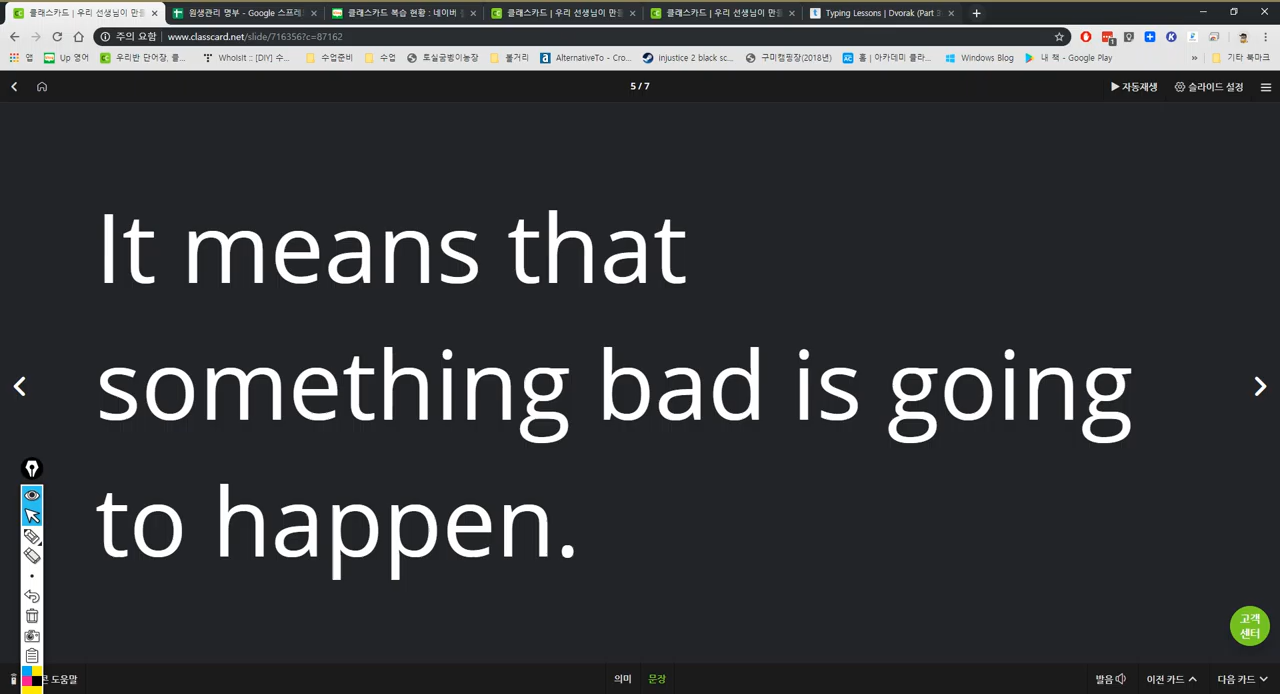 클래스카드 | 우리 선생님이 만든
원생관리 명부 - Google 스프레
클래스카드 복습 현황 : 네이버
클래스카드 | 우리 선생님이 만든
클래스카드 | 우리 선생님이 만든
Typing Lessons | Dvorak (Part 3
주의 요함 | www.classcard.net/slide/716356?c=87162
앱 Up 영어 우리반 단어장, 클... WhoIsIt :: [DIY] 수... 수업준비 수업 토실굼벵이농장 볼거리 AlternativeTo - Cro... injustice 2 black sc... 구미캠핑장(2018년) 홈 | 아카데미 클라... Windows Blog 내 책 - Google Play » 기타 북마크
5 / 7
자동재생 슬라이드 설정
It means that
something bad is going
to happen.
고객
센터
도움말 의미 문장 발음 이전 카드 다음 카드